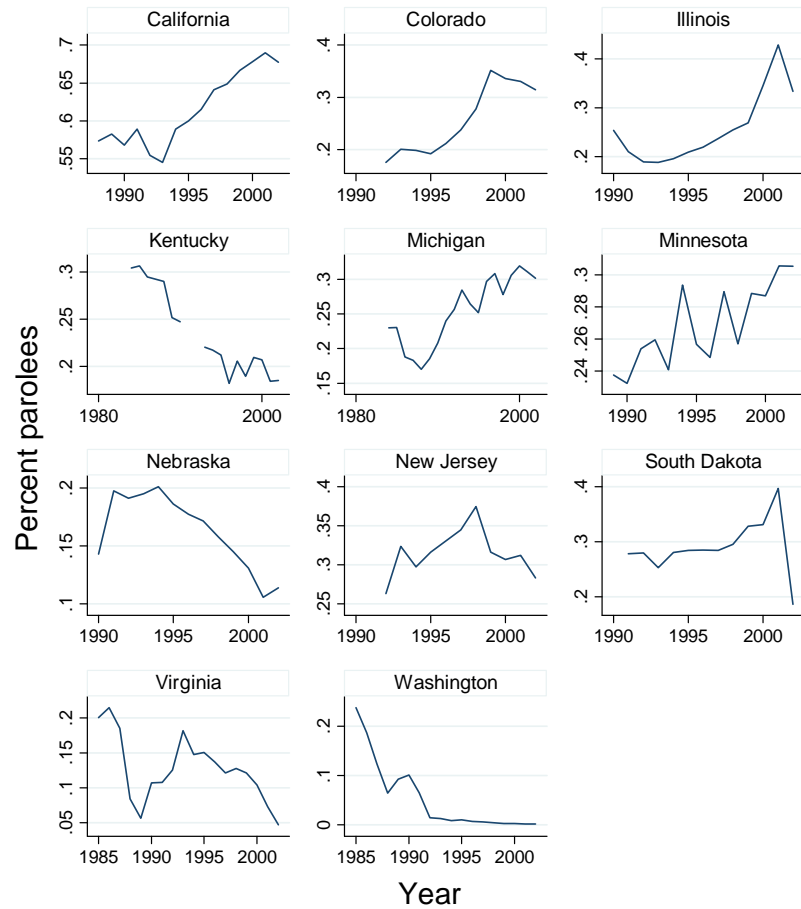 Percent parolees
California
.7
.65
.6
.55
1990 1995 2000
Colorado
.4
.3
.2
1990 1995 2000
Illinois
.4
.3
.2
1990 1995 2000
Kentucky
.3
.25
.2
1980 2000
Michigan
.3
.25
.2
.15
1980 2000
Minnesota
.3
.28
.26
.24
1990 1995 2000
Nebraska
.2
.15
.1
1990 1995 2000
New Jersey
.4
.35
.3
.25
1990 1995 2000
South Dakota
.4
.3
.2
1990 1995 2000
Virginia
.2
.15
.1
.05
1985 1990 1995 2000
Washington
.2
.1
0
1985 1990 1995 2000
Year